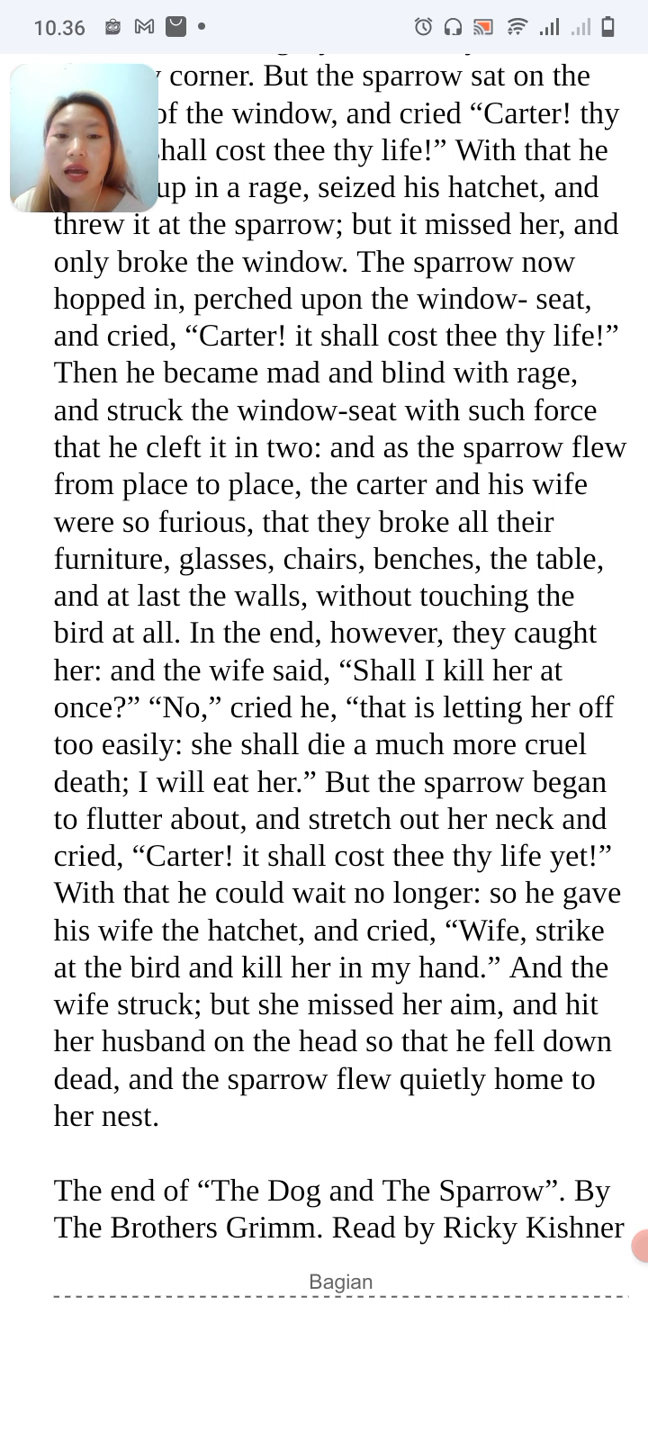 10.36
corner. But the sparrow sat on the
of the window, and cried “Carter! thy
shall cost thee thy life!” With that he
up in a rage, seized his hatchet, and
threw it at the sparrow; but it missed her, and
only broke the window. The sparrow now
hopped in, perched upon the window- seat,
and cried, “Carter! it shall cost thee thy life!”
Then he became mad and blind with rage,
and struck the window-seat with such force
that he cleft it in two: and as the sparrow flew
from place to place, the carter and his wife
were so furious, that they broke all their
furniture, glasses, chairs, benches, the table,
and at last the walls, without touching the
bird at all. In the end, however, they caught
her: and the wife said, “Shall I kill her at
once?” “No,” cried he, “that is letting her off
too easily: she shall die a much more cruel
death; I will eat her.” But the sparrow began
to flutter about, and stretch out her neck and
cried, “Carter! it shall cost thee thy life yet!”
With that he could wait no longer: so he gave
his wife the hatchet, and cried, “Wife, strike
at the bird and kill her in my hand.” And the
wife struck; but she missed her aim, and hit
her husband on the head so that he fell down
dead, and the sparrow flew quietly home to
her nest.
The end of “The Dog and The Sparrow”. By
The Brothers Grimm. Read by Ricky Kishner
Bagian